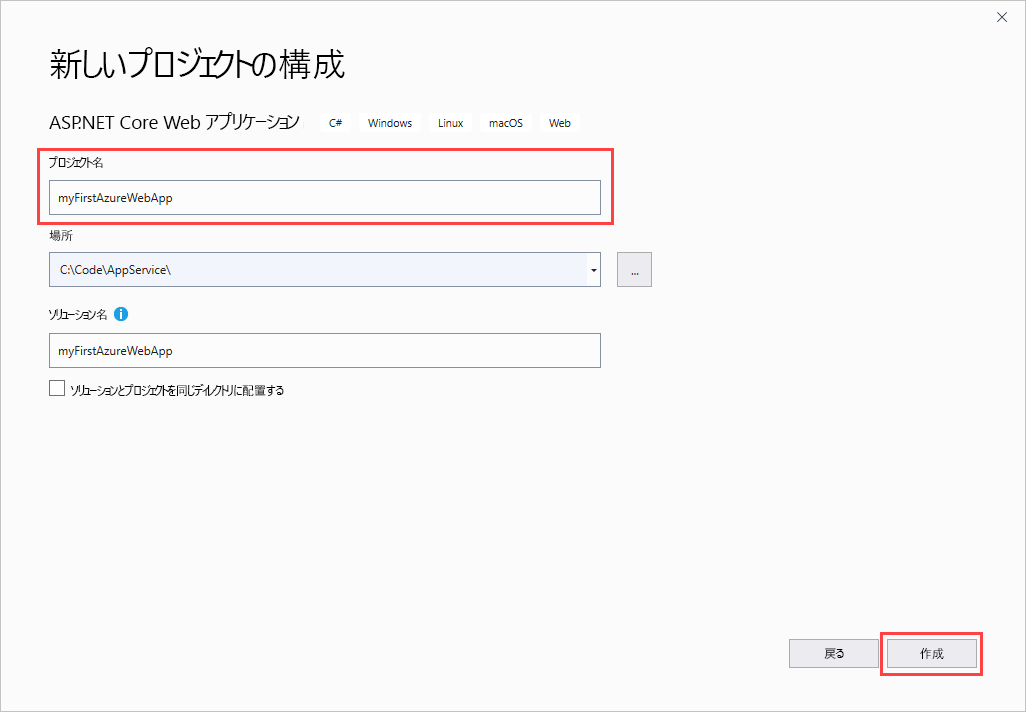 新しいプロジェクトの構成
ASP.NET Core Web アプリケーション C# Windows Linux macOS Web
プロジェクト名
myFirstAzureWebApp
場所
C:\Code\AppService\
...
ソリューション名
myFirstAzureWebApp
ソリューションとプロジェクトを同じディレクトリに配置する
戻る 作成